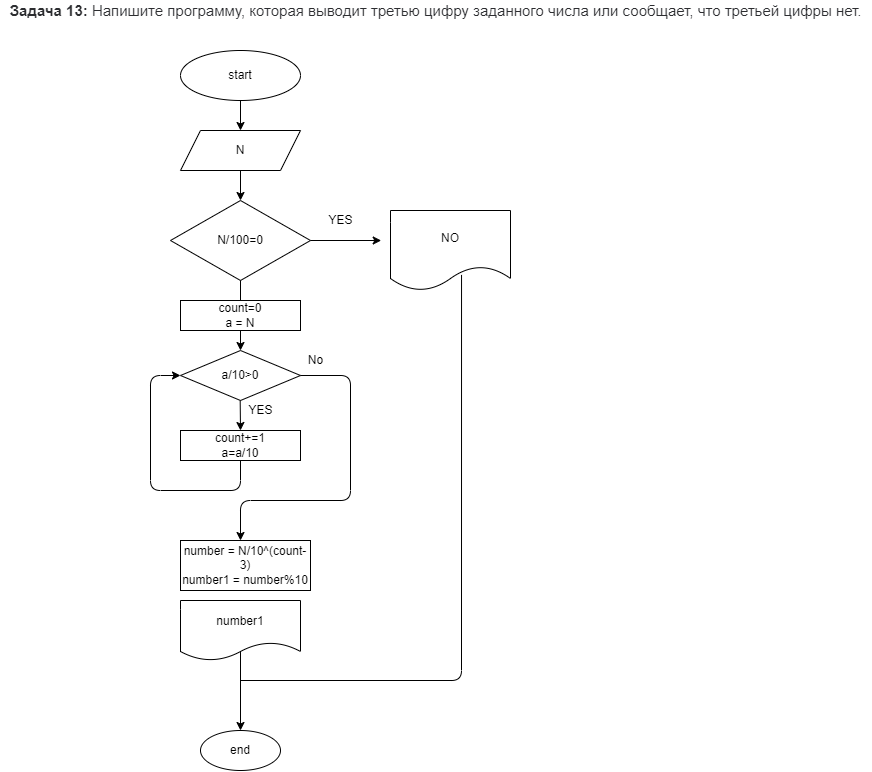 Задача 13: Напишите программу, которая выводит третью цифру заданного числа или сообщает, что третьей цифры нет.
start
N
N/100=0
YES
NO
count=0
a = N
a/10>0
No
YES
count+=1
a=a/10
number = N/10^(count-
3)
number1 = number%10
number1
end